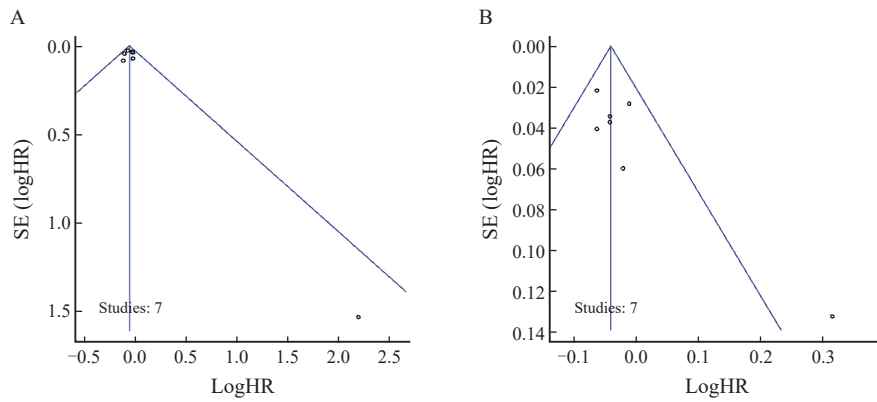 A
0.0
0.5
1.0
1.5
SE (logHR)
Studies: 7
−0.5 0.0 0.5 1.0 1.5 2.0 2.5
LogHR
B
0.00
0.02
0.04
0.06
0.08
0.10
0.12
0.14
SE (logHR)
Studies: 7
−0.1 0.0 0.1 0.2 0.3
LogHR